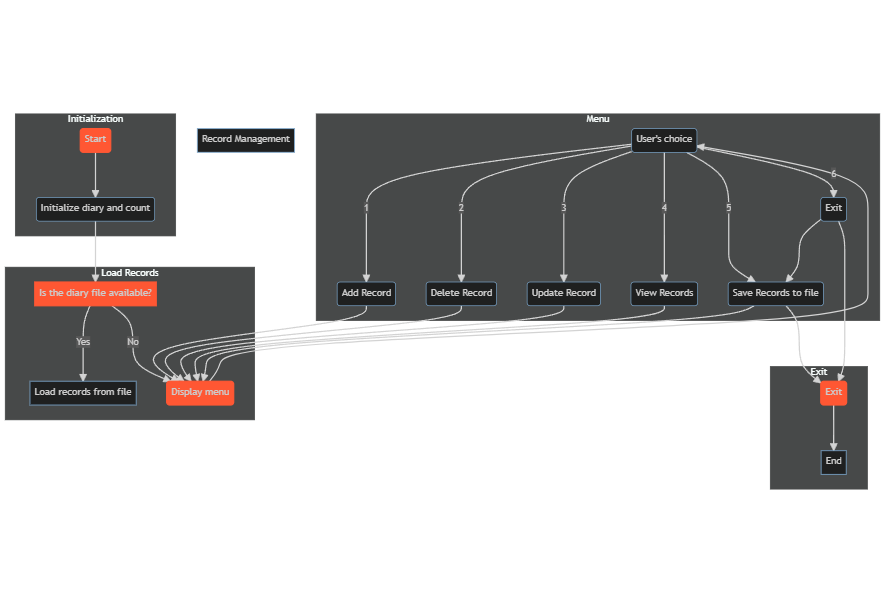 Initialization
Start
Initialize diary and count
Record Management
Menu
User's choice
1
2
3
4
5
6
Exit
Add Record
Delete Record
Update Record
View Records
Save Records to file
Load Records
Is the diary file available?
Yes
No
Load records from file
Display menu
Exit
Exit
End